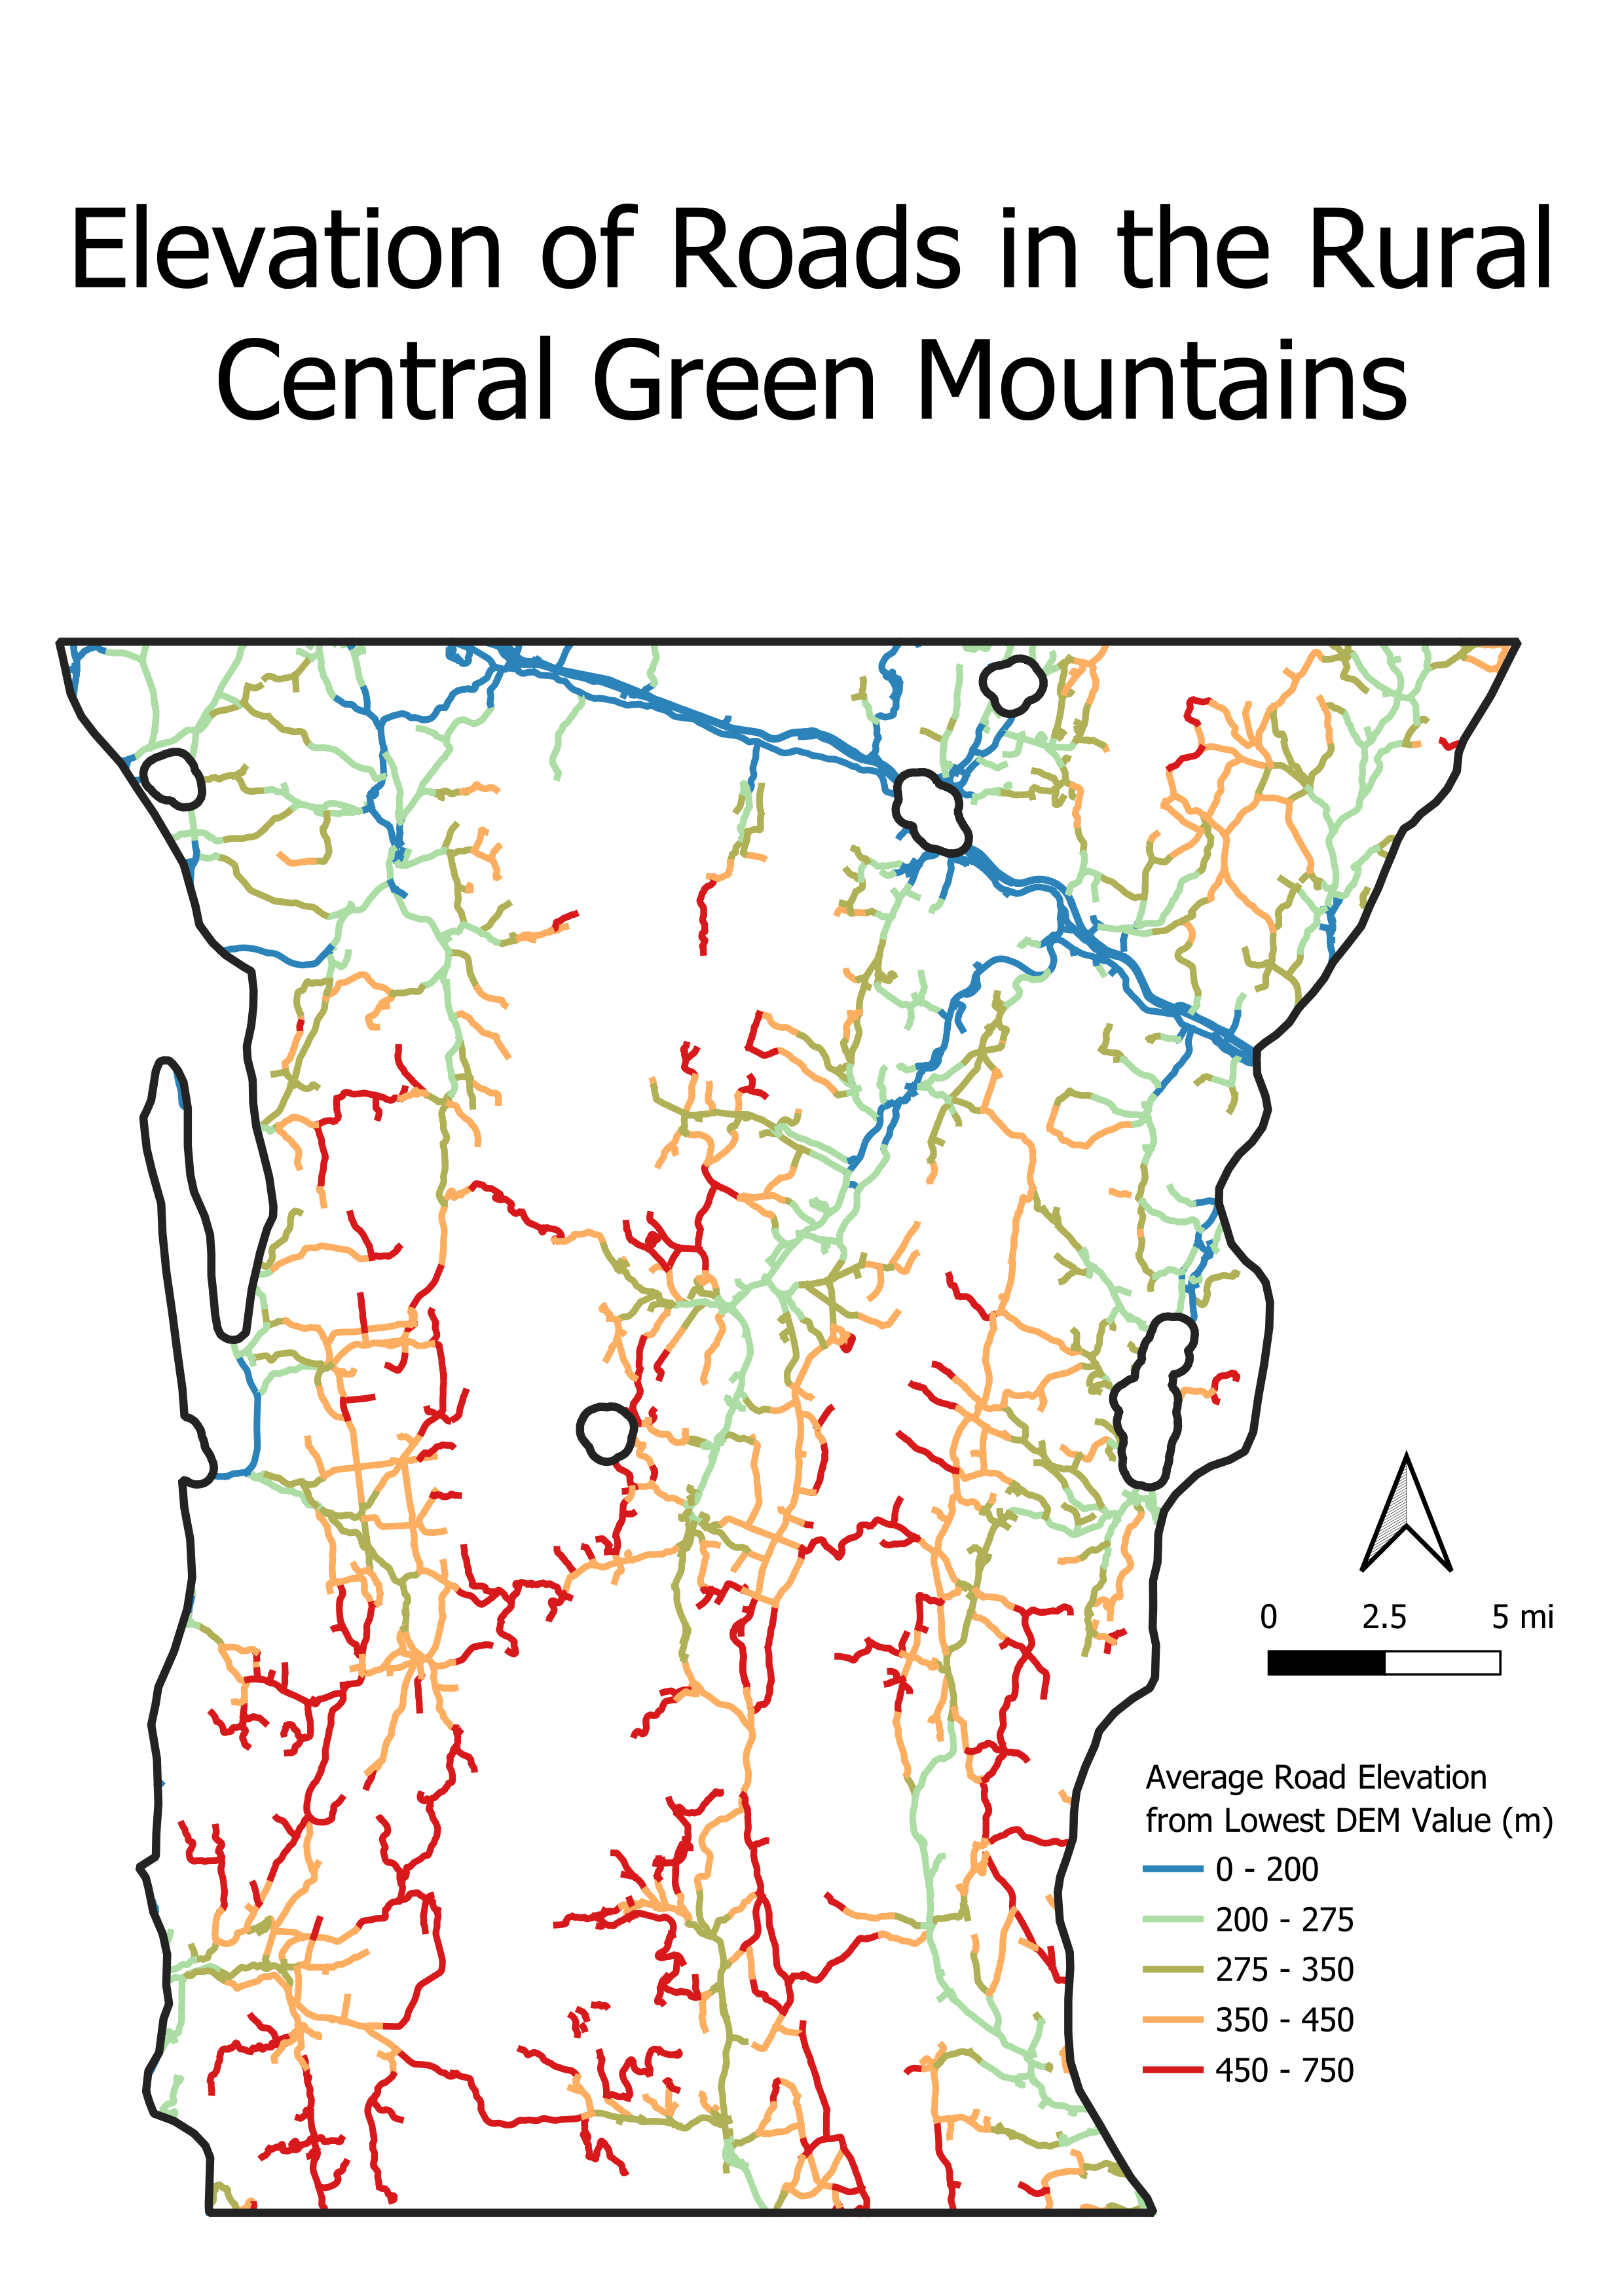 Elevation of Roads in the Rural
Central Green Mountains
0 2.5 5 mi
Average Road Elevation
from Lowest DEM Value (m)
0 - 200
200 - 275
275 - 350
350 - 450
450 - 750